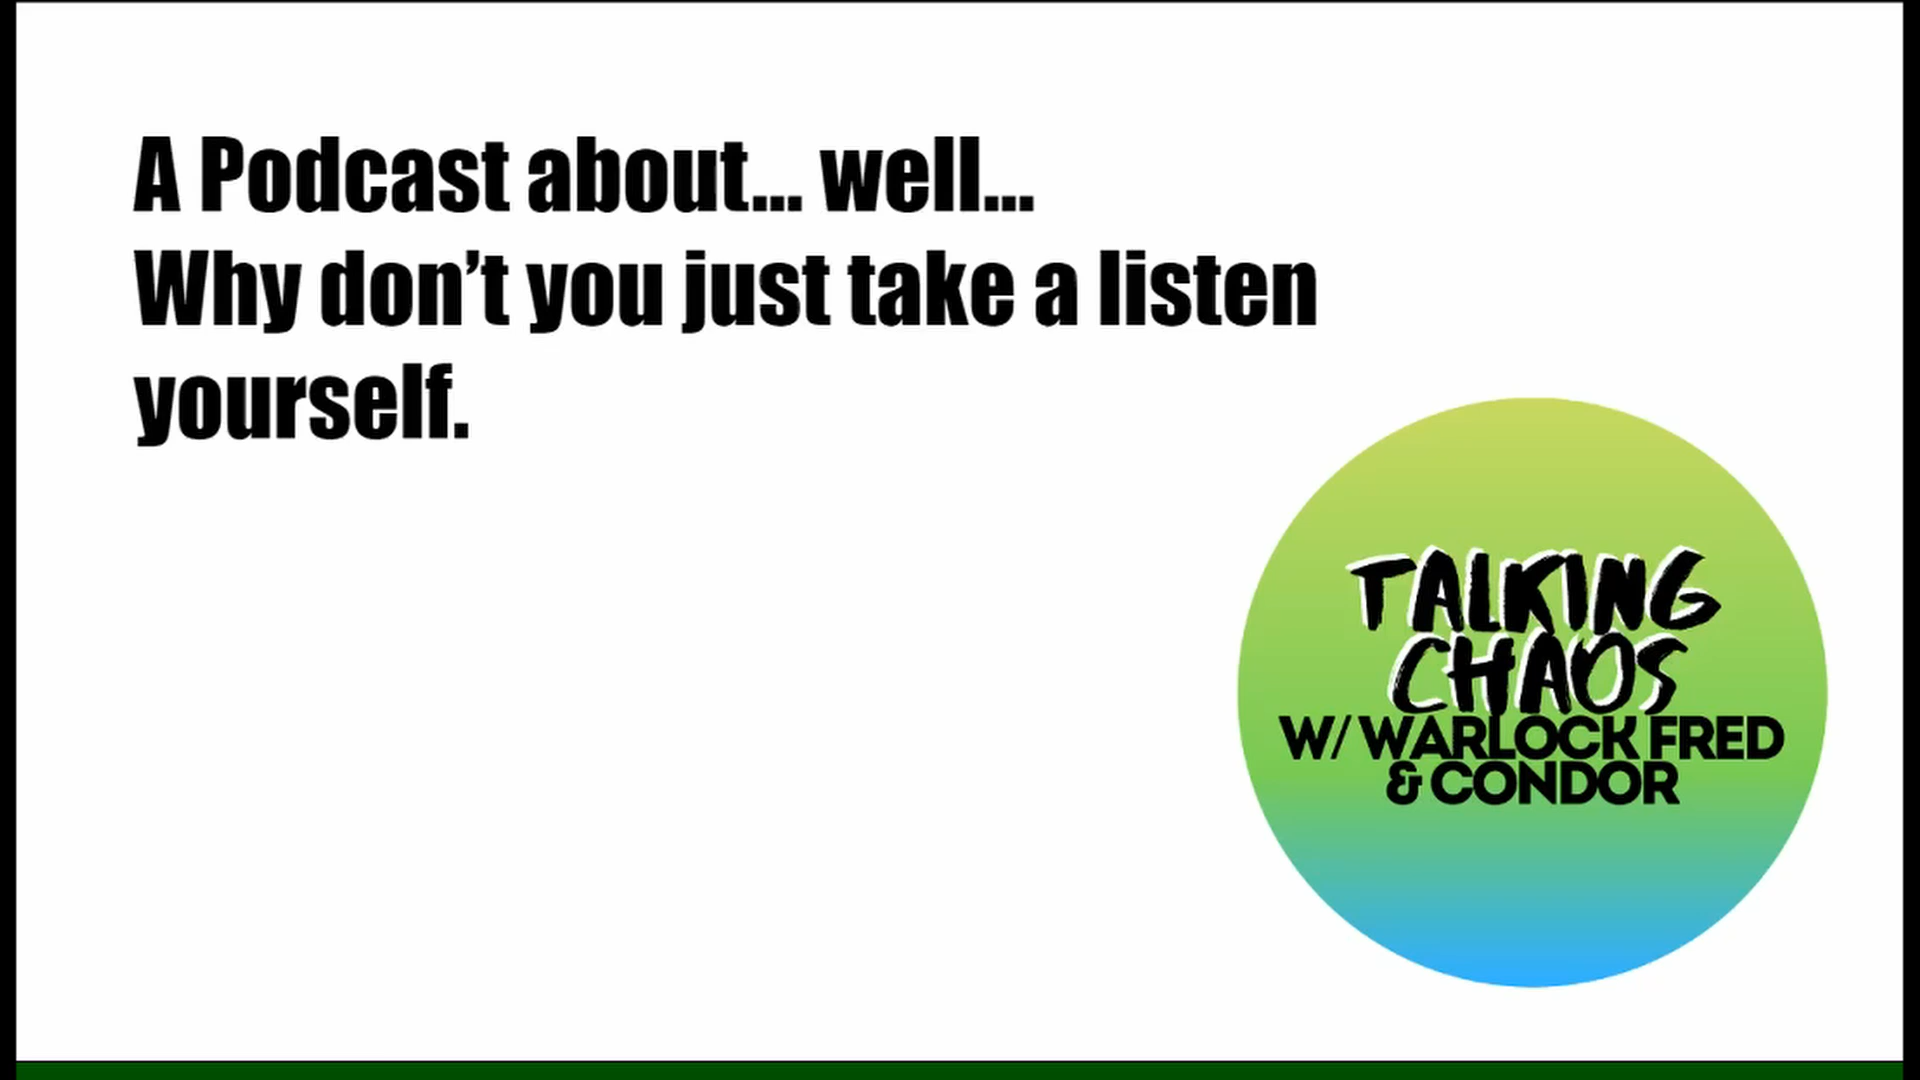 A Podcast about... well...
Why don’t you just take a listen
yourself.
TALKING
CHAOS
W/ WARLOCK FRED
& CONDOR